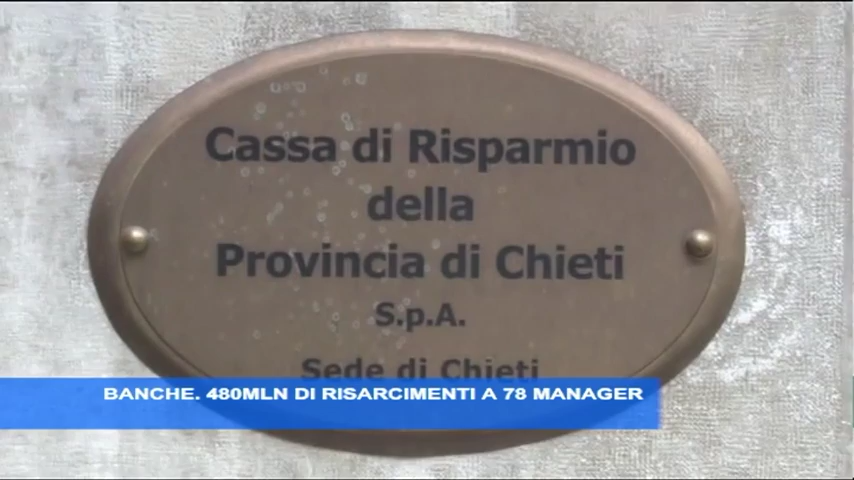 Cassa di Risparmio
della
Provincia di Chieti
S.p.A.
Sede di Chieti
BANCHE. 480MLN DI RISARCIMENTI A 78 MANAGER